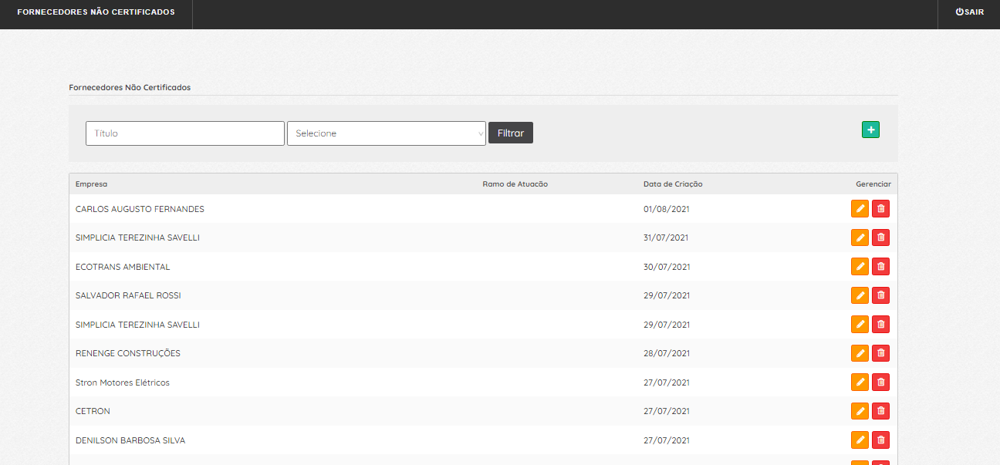 FORNECEDORES NÃO CERTIFICADOS
SAIR
Fornecedores Não Certificados
Título
Selecione
Filtrar
Empresa Ramo de Atuacão Data de Criação Gerenciar
CARLOS AUGUSTO FERNANDES 01/08/2021
SIMPLICIA TEREZINHA SAVELLI 31/07/2021
ECOTRANS AMBIENTAL 30/07/2021
SALVADOR RAFAEL ROSSI 29/07/2021
SIMPLICIA TEREZINHA SAVELLI 29/07/2021
RENENGE CONSTRUÇÕES 28/07/2021
Stron Motores Elétricos 27/07/2021
CETRON 27/07/2021
DENILSON BARBOSA SILVA 27/07/2021